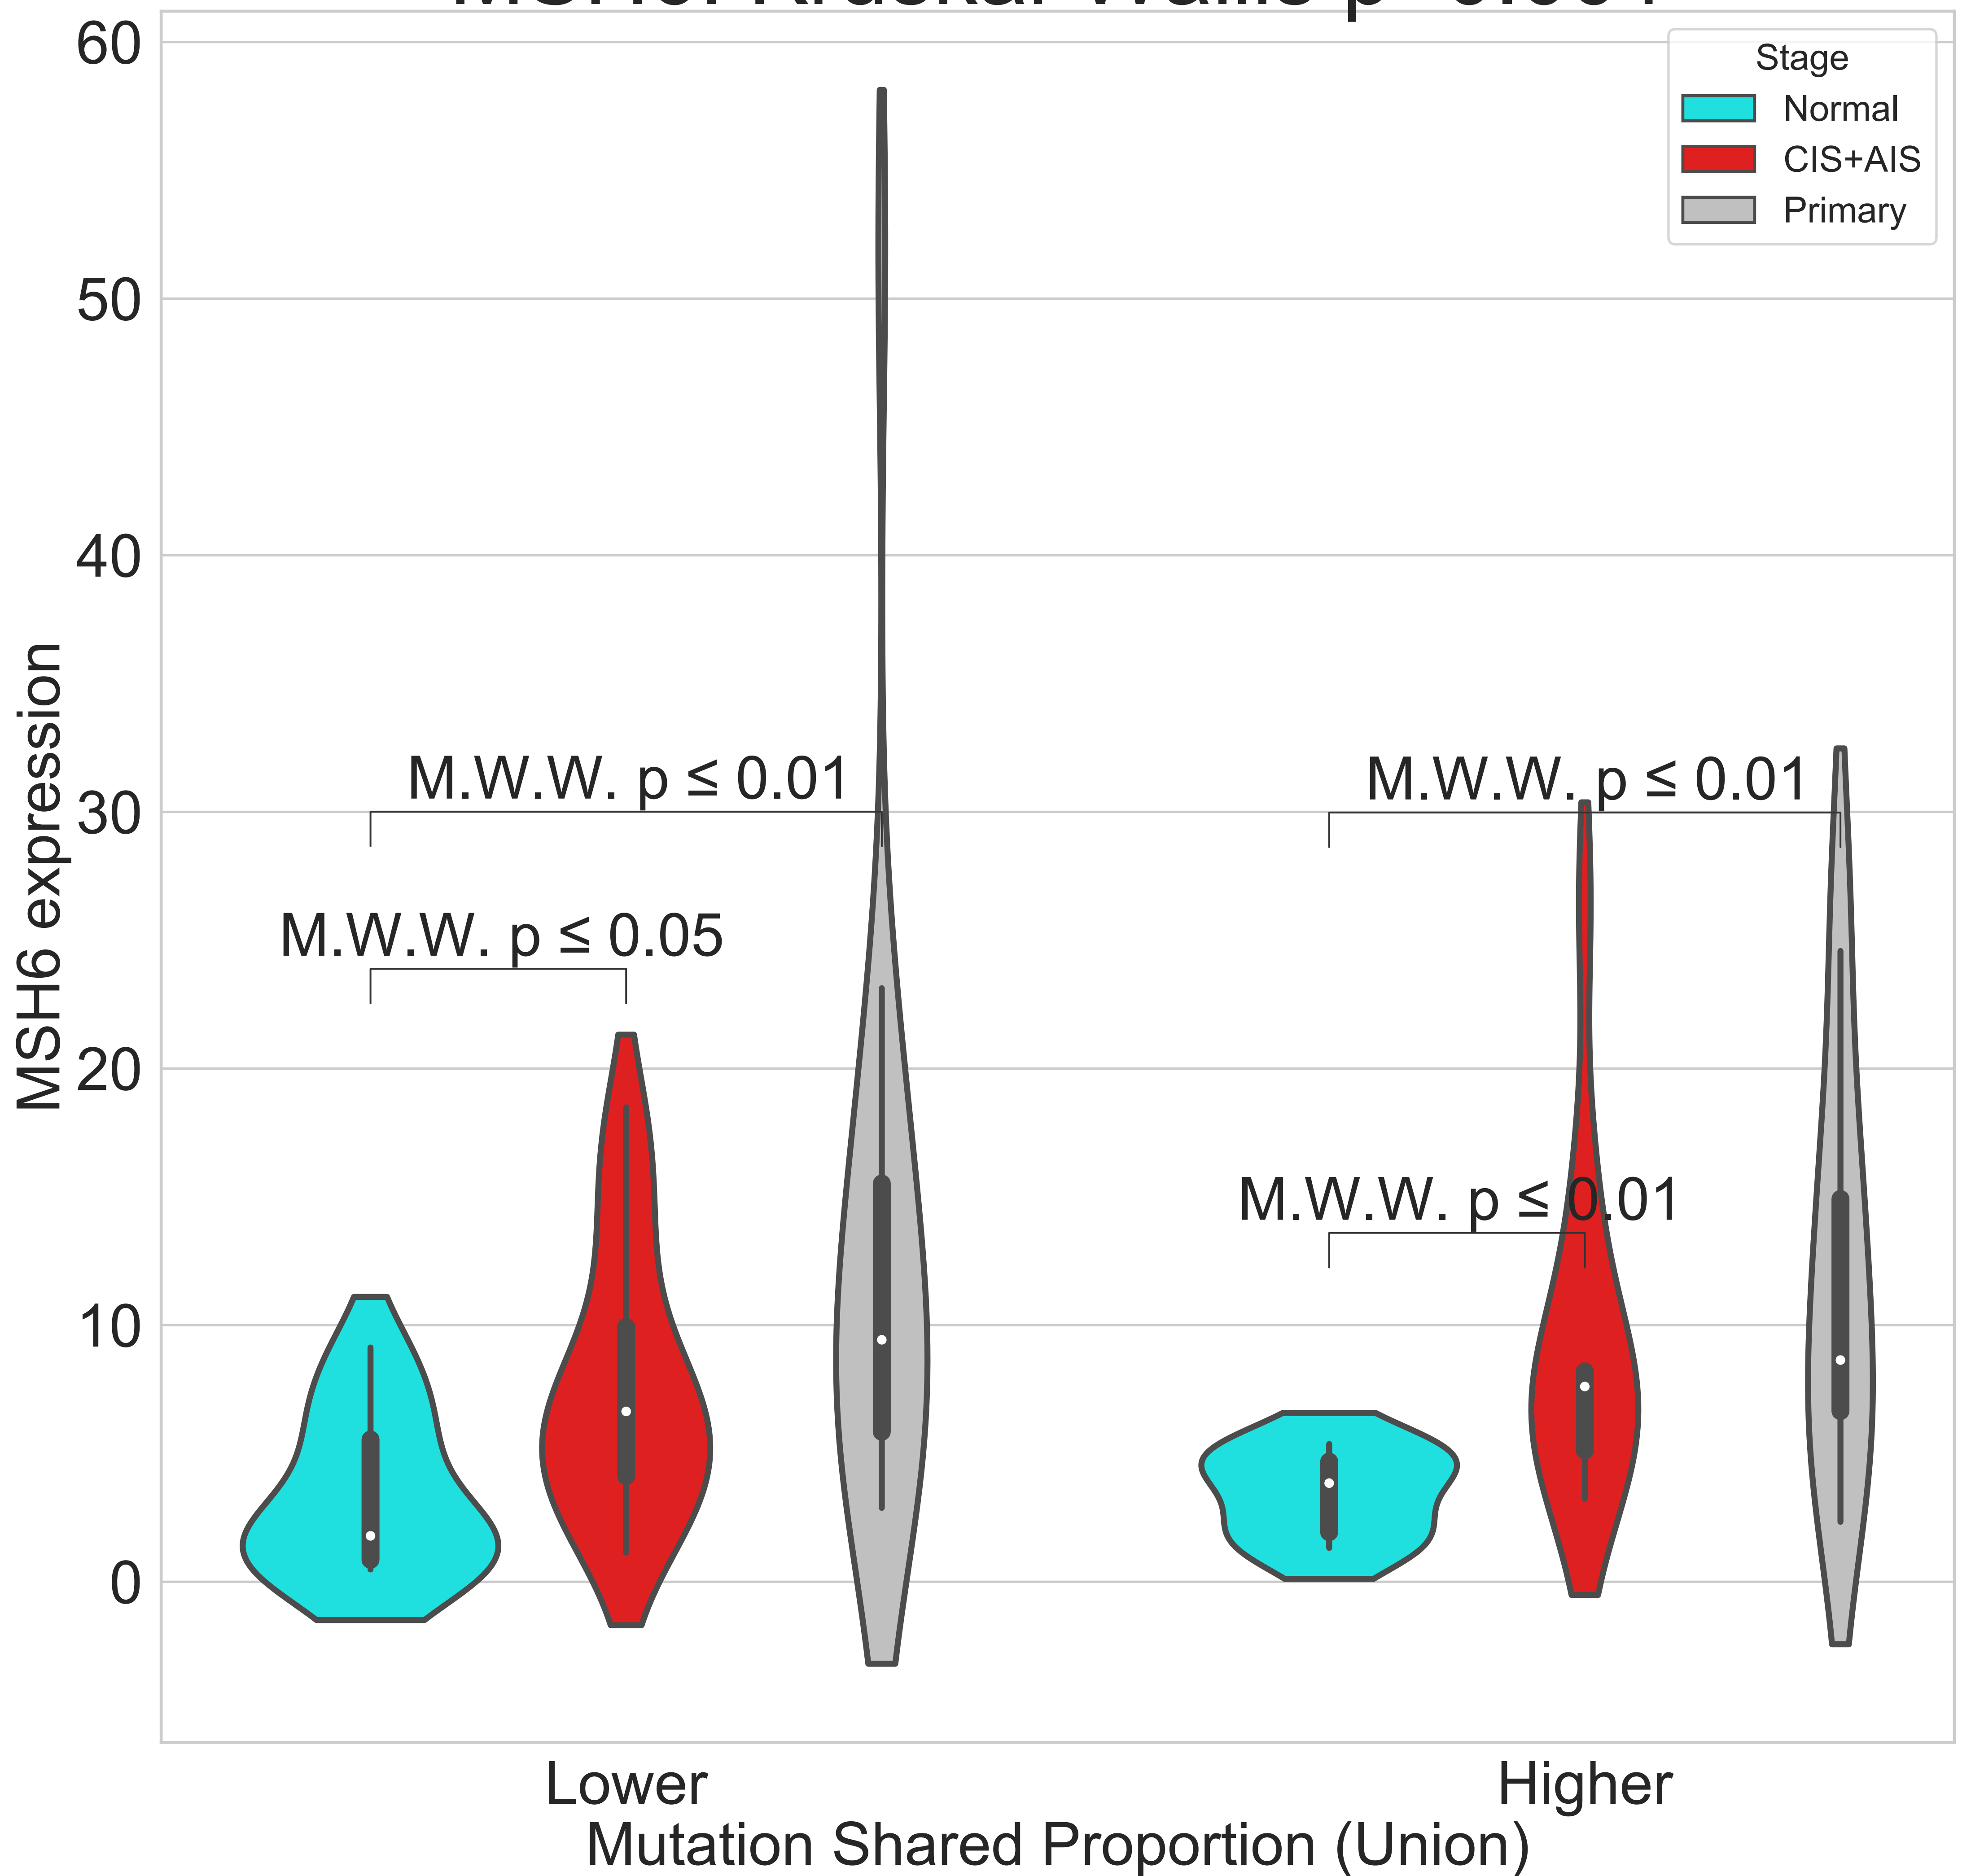 60
50
40
30
20
10
0
MSH6 expression
Stage
Normal
CIS+AIS
Primary
M.W.W. p ≤ 0.01
M.W.W. p ≤ 0.05
M.W.W. p ≤ 0.01
M.W.W. p ≤ 0.01
Lower
Higher
Mutation Shared Proportion (Union)